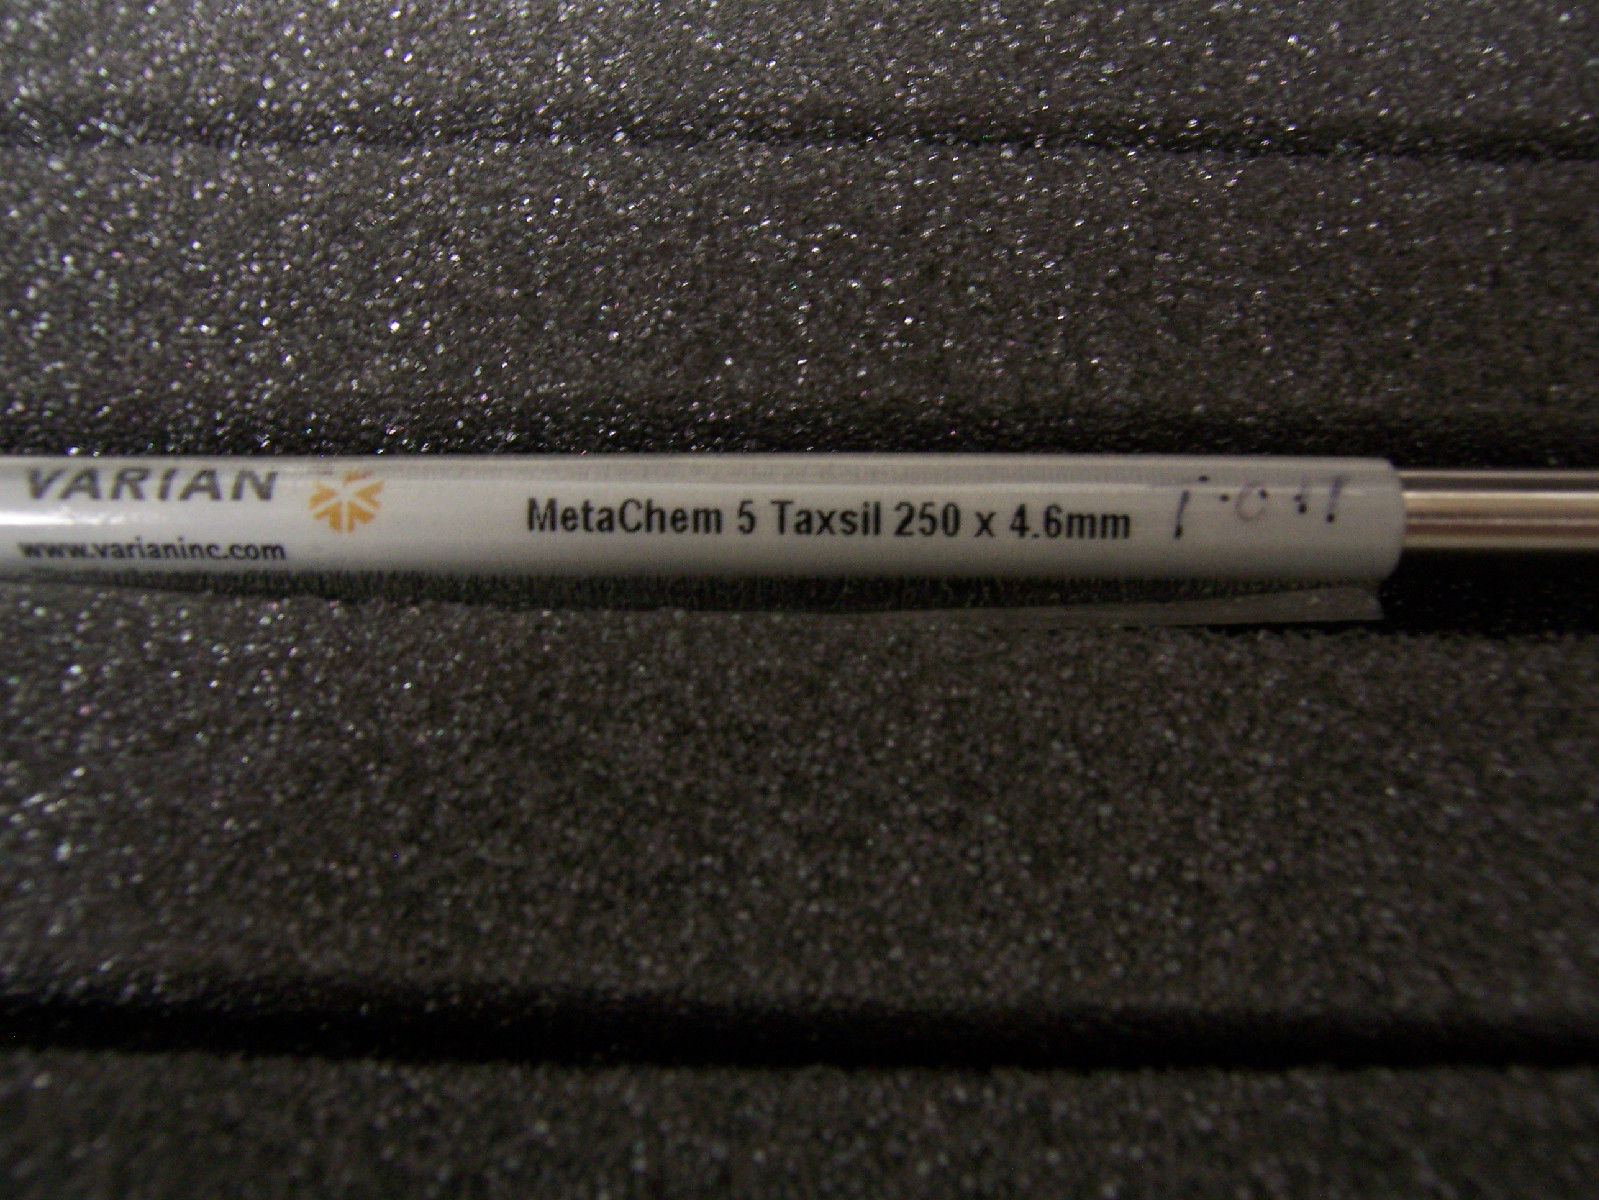 VARIAN
www.varianinc.com
MetaChem 5 Taxsil 250 x 4.6mm